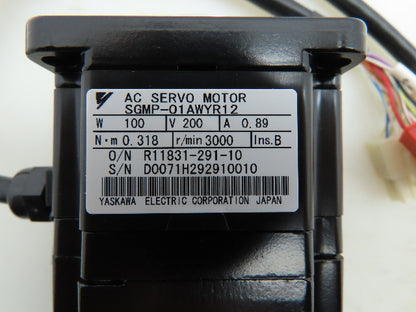 AC SERVO MOTOR
SGMP-01AWYR12
W 100 V 200 A 0.89
N·m 0.318 r/min 3000 Ins. B
O/N R11831-291-10
S/N D0071H292910010
YASKAWA ELECTRIC CORPORATION JAPAN